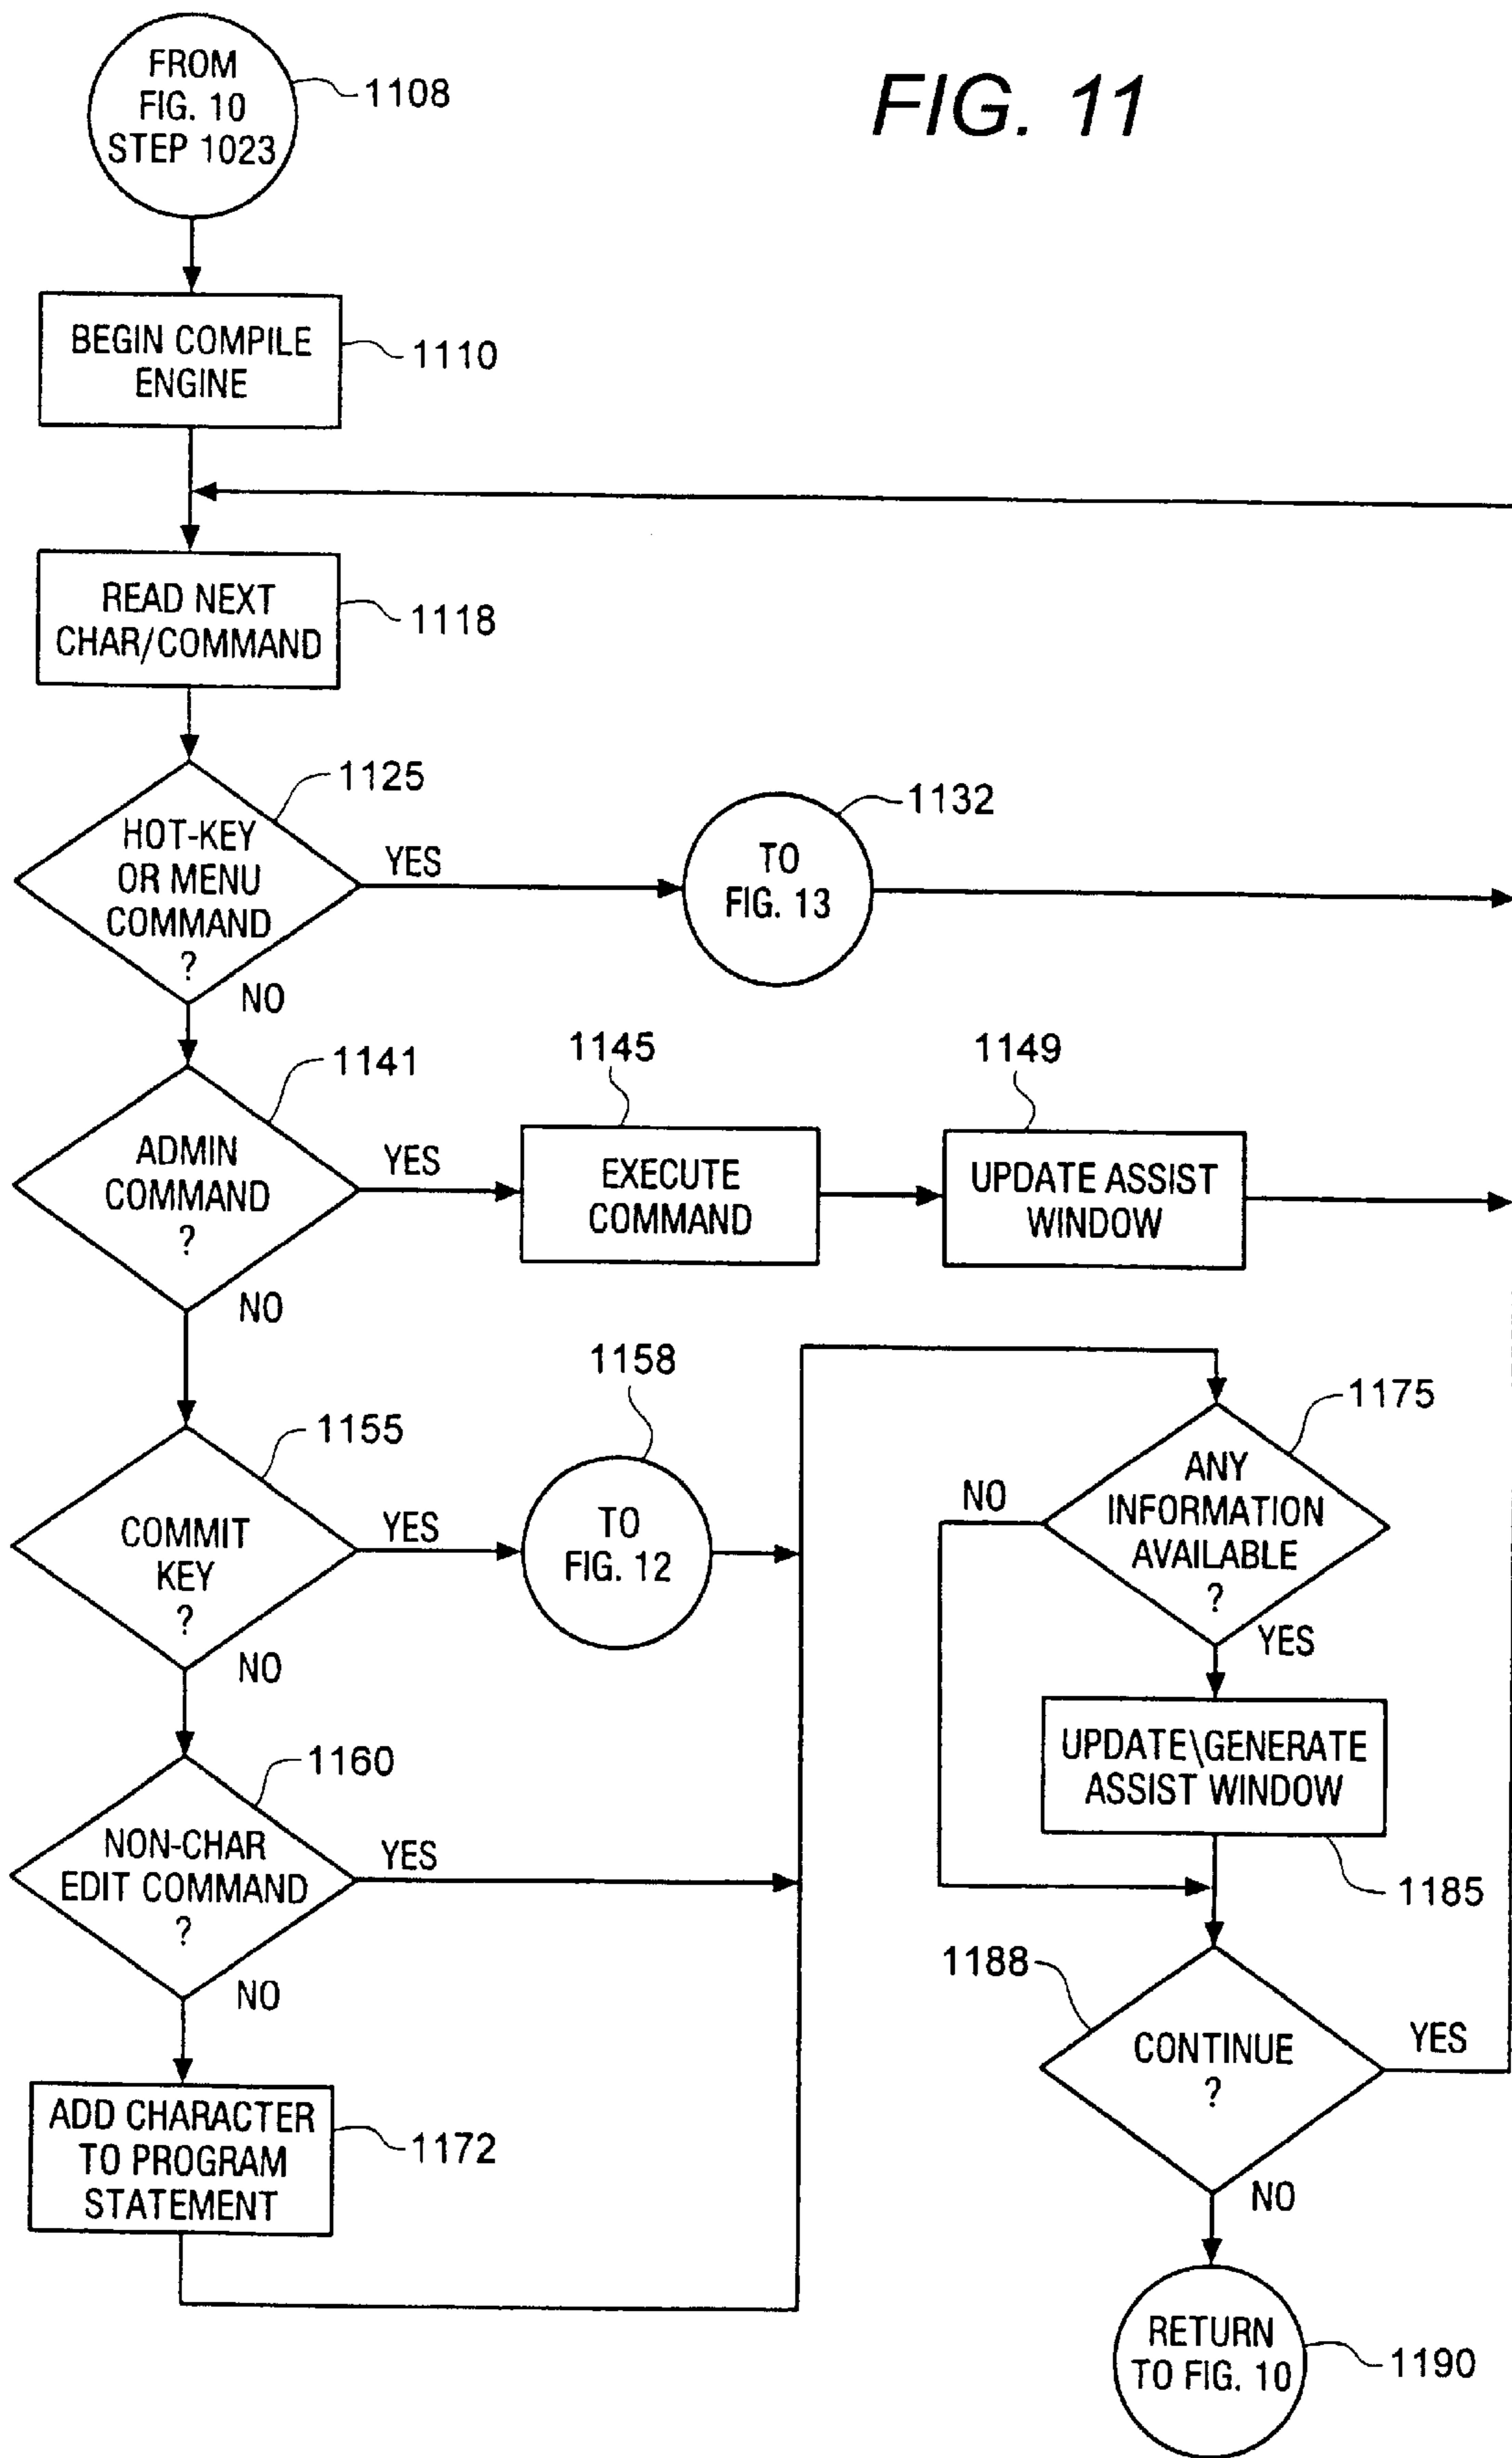 FIG. 11
FROM
FIG. 10
STEP 1023
1108
BEGIN COMPILE
ENGINE
1110
READ NEXT
CHAR/COMMAND
1118
HOT-KEY
OR MENU
COMMAND
?
1125
YES
NO
TO
FIG. 13
1132
ADMIN
COMMAND
?
1141
YES
NO
EXECUTE
COMMAND
1145
UPDATE ASSIST
WINDOW
1149
COMMIT
KEY
?
1155
YES
NO
TO
FIG. 12
1158
NON-CHAR
EDIT COMMAND
?
1160
YES
NO
ADD CHARACTER
TO PROGRAM
STATEMENT
1172
ANY
INFORMATION
AVAILABLE
?
1175
NO
YES
UPDATE\GENERATE
ASSIST WINDOW
1185
CONTINUE
?
1188
YES
NO
RETURN
TO FIG. 10
1190